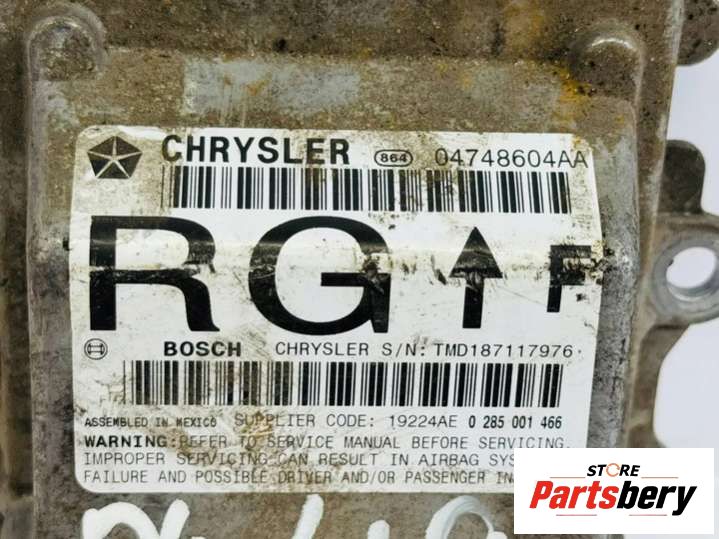 CHRYSLER 864 04748604AA
RG F
BOSCH CHRYSLER S/N: TMD187117976
ASSEMBLED IN MEXICO SUPPLIER CODE: 19224AE 0 285 001 466
WARNING: REFER TO SERVICE MANUAL BEFORE SERVICING.
IMPROPER SERVICING CAN RESULT IN AIRBAG
FAILURE AND POSSIBLE DRIVER AND/OR PASSENGER
STORE
Partsbery